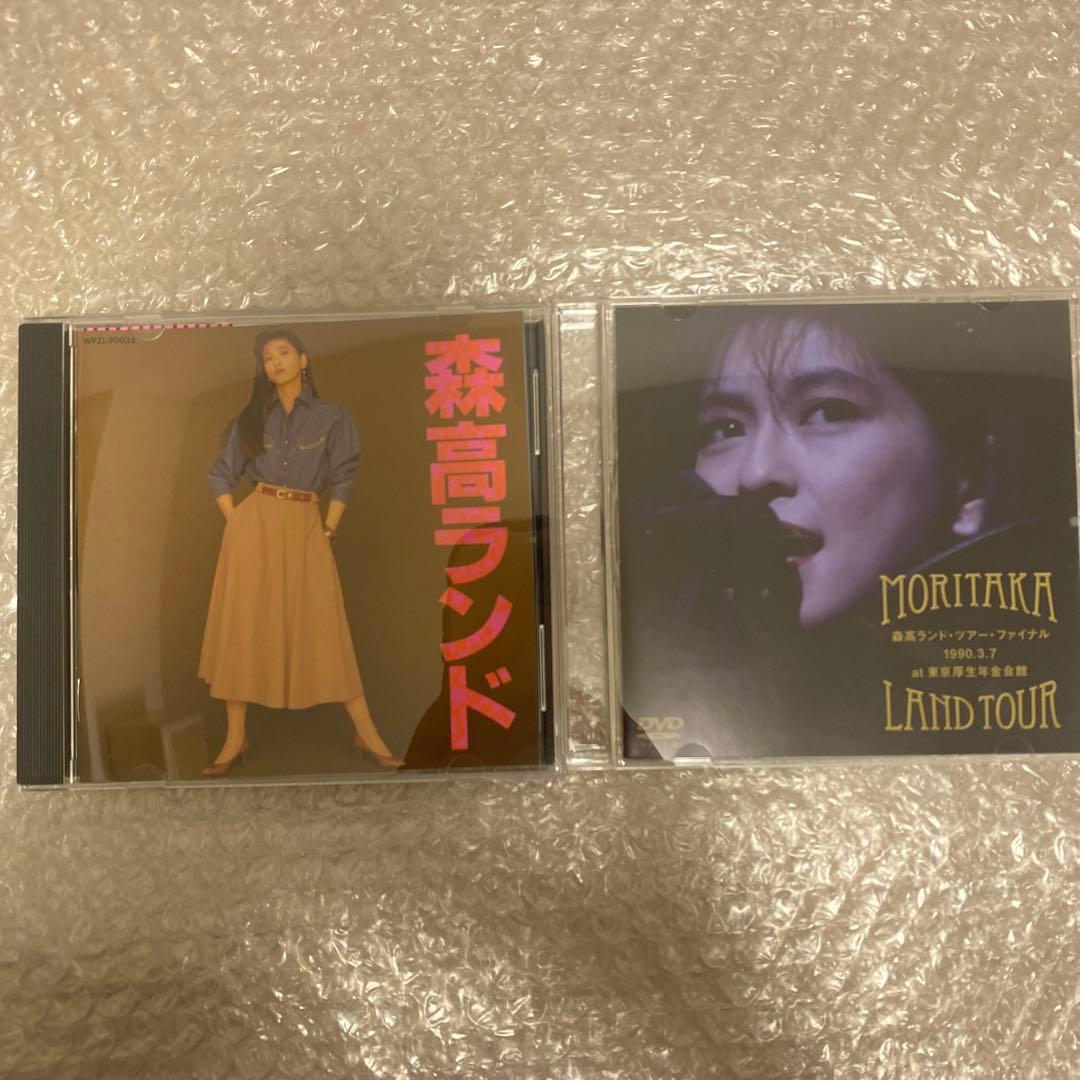 WPZL-90034
森高ランド
MORITAKA
森高ランド・ツアー・ファイナル
1990.3.7
at 東京厚生年金会館
LAND TOUR
DVD